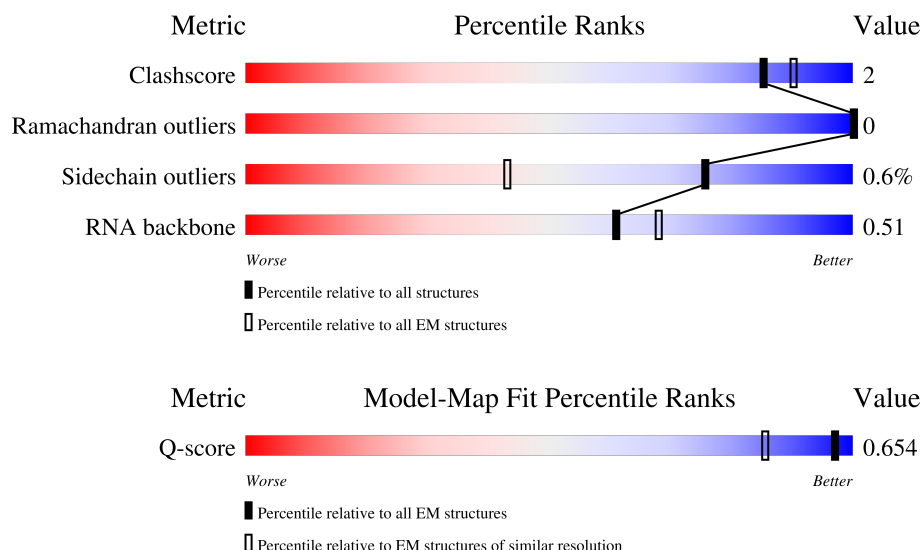 Metric Percentile Ranks Value
Clashscore 2
Ramachandran outliers 0
Sidechain outliers 0.6%
RNA backbone 0.51
Worse Better
Percentile relative to all structures
Percentile relative to all EM structures
Metric Model-Map Fit Percentile Ranks Value
Q-score 0.654
Worse Better
Percentile relative to all EM structures
Percentile relative to EM structures of similar resolution